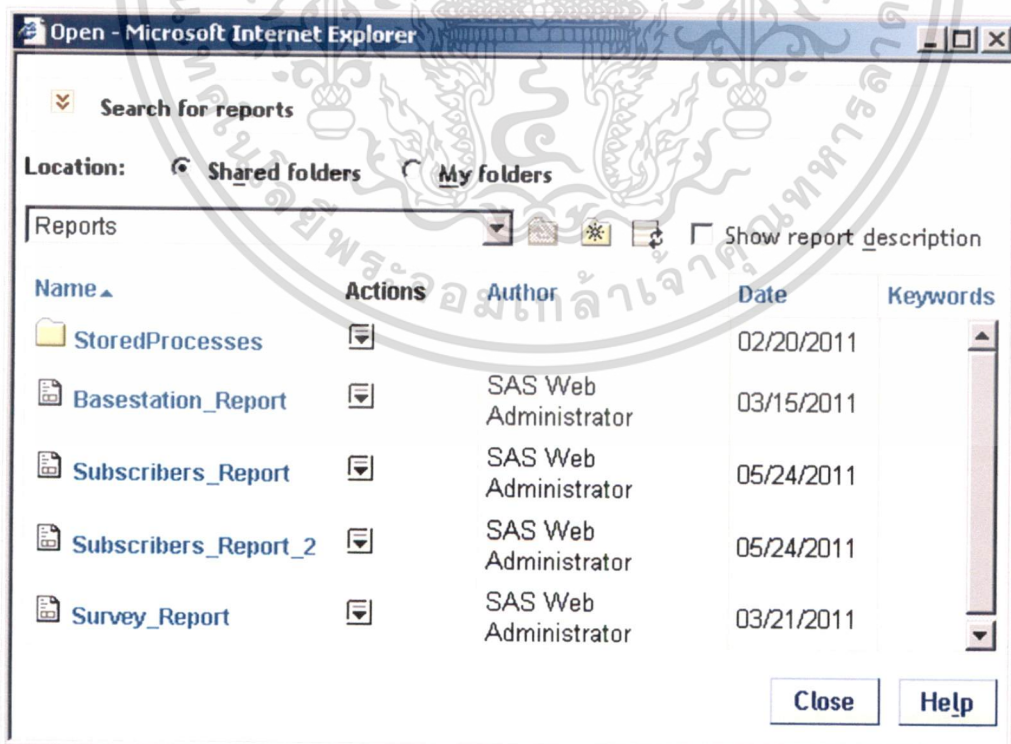 Open - Microsoft Internet Explorer
Search for reports
Location: Shared folders My folders
Reports Show report description
Name Actions Author Date Keywords
StoredProcesses 02/20/2011
Basestation_Report SAS Web Administrator 03/15/2011
Subscribers_Report SAS Web Administrator 05/24/2011
Subscribers_Report_2 SAS Web Administrator 05/24/2011
Survey_Report SAS Web Administrator 03/21/2011
Close Help